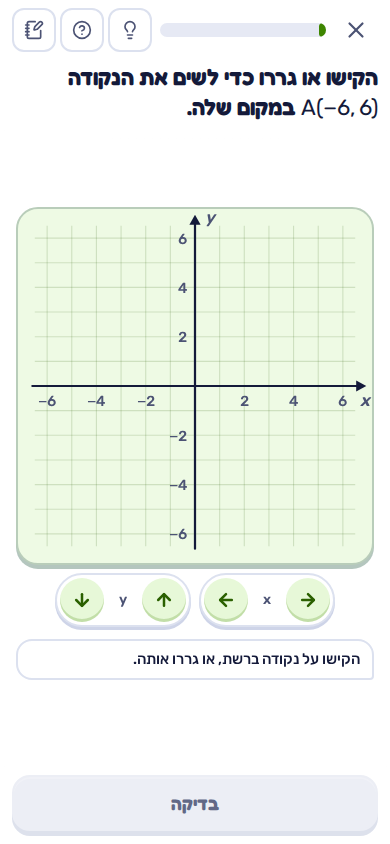 הקישו או גררו כדי לשים את הנקודה
A(−6, 6) במקום שלה.
y
6
4
2
−6 −4 −2 2 4 6 x
−2
−4
−6
y x
הקישו על נקודה ברשת, או גררו אותה.
בדיקה